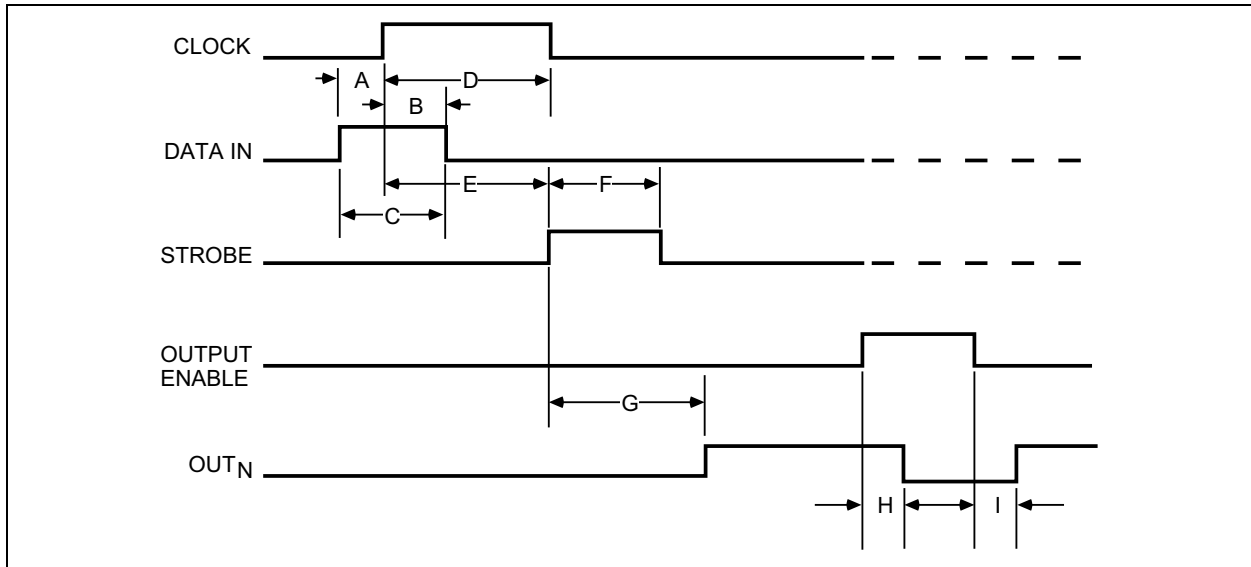 CLOCK
A
D
B
DATA IN
E
F
C
STROBE
OUTPUT
ENABLE
G
OUTN
H
I